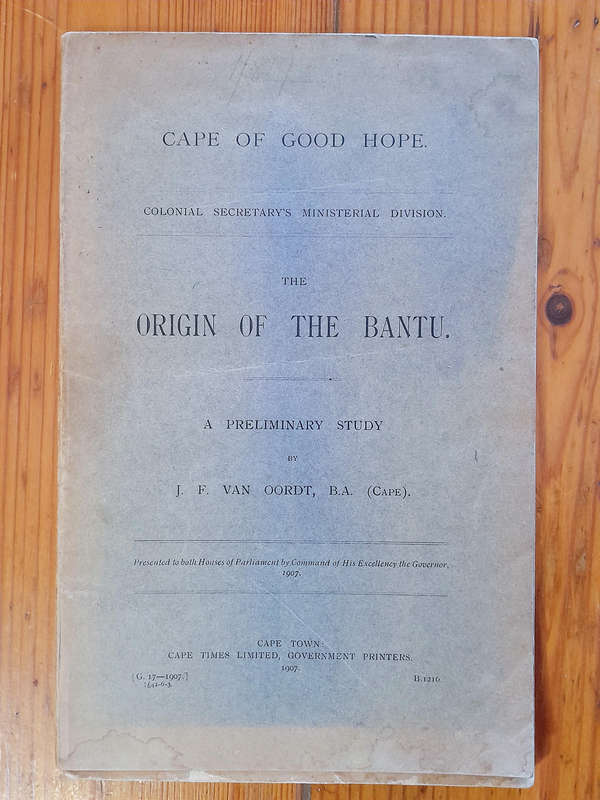 CAPE OF GOOD HOPE.
COLONIAL SECRETARY'S MINISTERIAL DIVISION.
THE
ORIGIN OF THE BANTU.
A PRELIMINARY STUDY
BY
J. F. VAN OORDT, B.A. (CAPE).
Presented to both Houses of Parliament by Command of His Excellency the Governor,
1907.
CAPE TOWN:
CAPE TIMES LIMITED, GOVERNMENT PRINTERS.
1907.
[G. 17—1907.]
B.1216